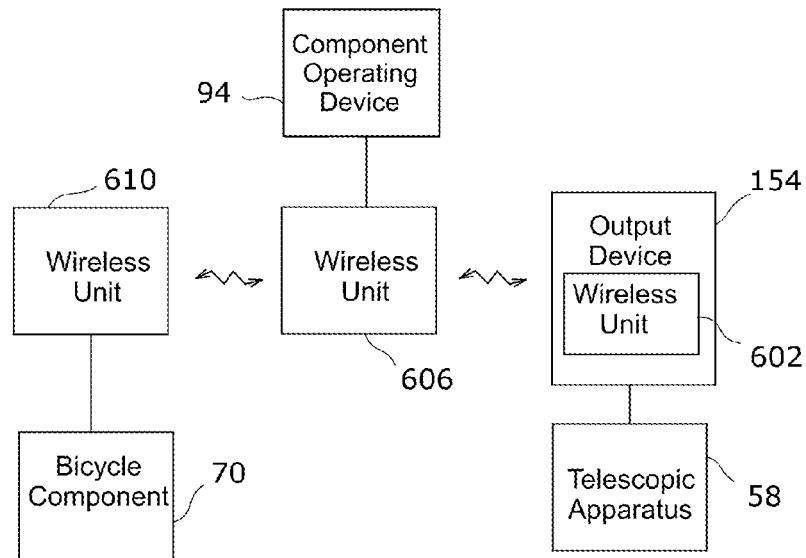 Component
Operating
Device
94
610
154
Wireless
Unit
Wireless
Unit
Output
Device
Wireless
Unit
602
606
Bicycle
Component
70
Telescopic
Apparatus
58